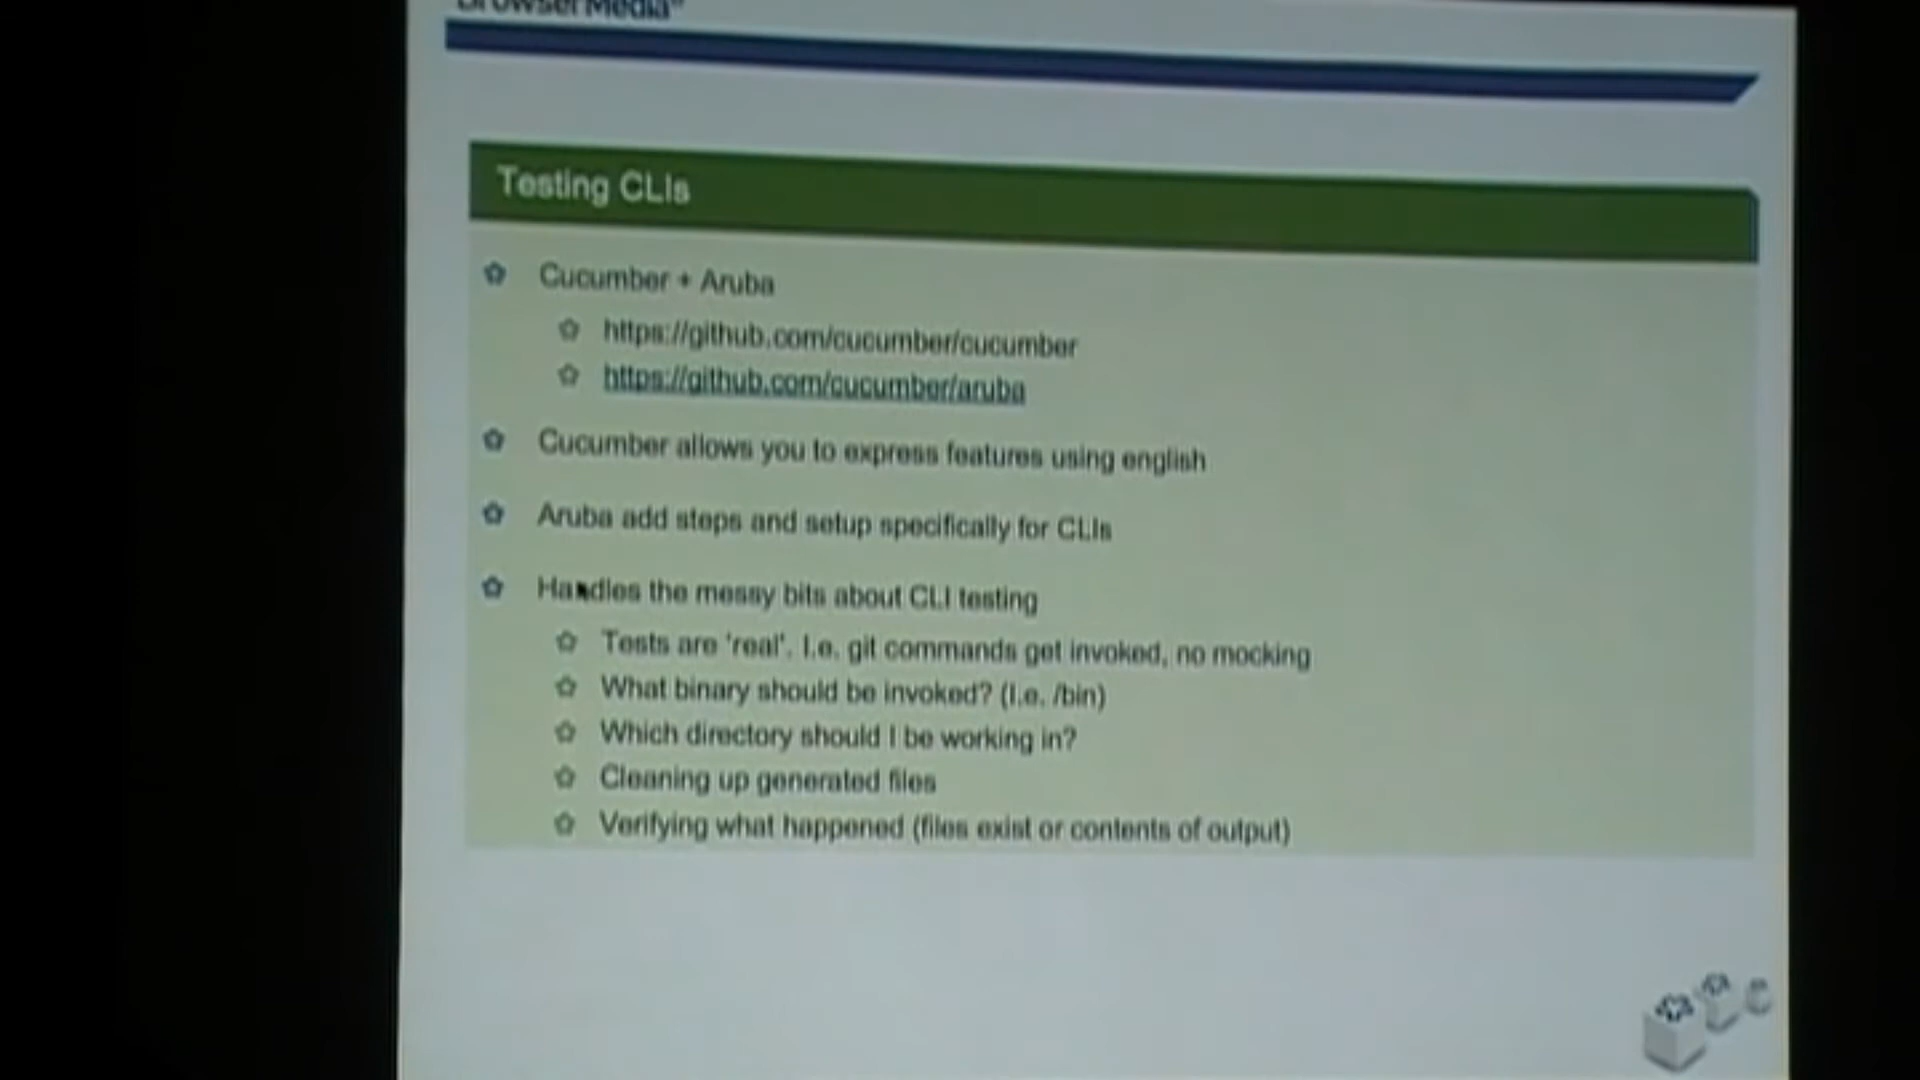 BrowserMedia
Testing CLIs
Cucumber + Aruba
https://github.com/cucumber/cucumber
https://github.com/cucumber/aruba
Cucumber allows you to express features using english
Aruba add steps and setup specifically for CLIs
Handles the messy bits about CLI testing
Tests are 'real'. I.e. git commands get invoked, no mocking
What binary should be invoked? (I.e. /bin)
Which directory should I be working in?
Cleaning up generated files
Verifying what happened (files exist or contents of output)